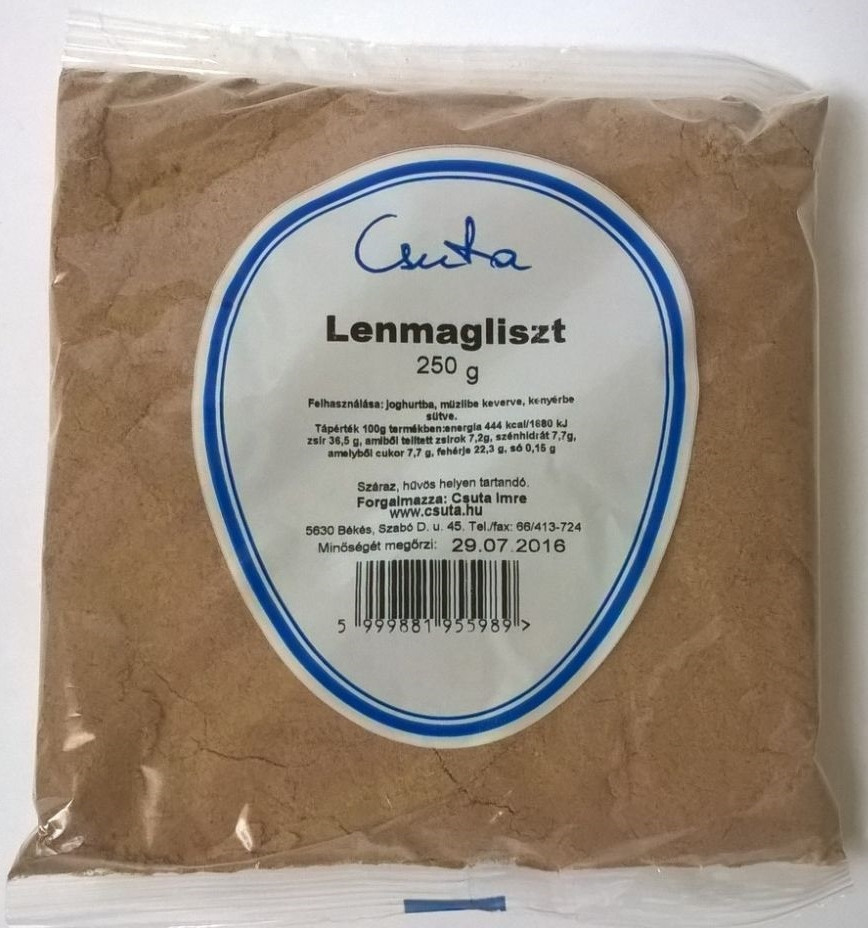 Csuta
Lenmagliszt
250 g
Felhasználása: joghurtba, müzlibe keverve, kenyérbe
sütve.
Tápérték 100g termékben:energia 444 kcal/1680 kJ
zsír 36,5 g, amiből telített zsírok 7,2g, szénhidrát 7,7g,
amelyből cukor 7,7 g, fehérje 22,3 g, só 0,15 g
Száraz, hűvös helyen tartandó.
Forgalmazza: Csuta Imre
www.csuta.hu
5630 Békés, Szabó D. u. 45. Tel./fax: 66/413-724
Minőségét megőrzi: 29.07.2016
5 999881 955989 >